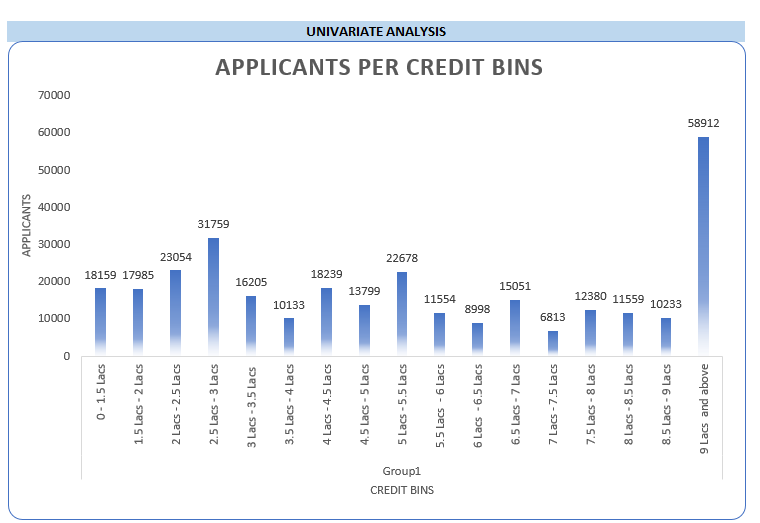 UNIVARIATE ANALYSIS
APPLICANTS PER CREDIT BINS
70000
60000
50000
40000
30000
20000
10000
0
APPLICANTS
18159
17985
23054
31759
16205
10133
18239
13799
22678
11554
8998
15051
6813
12380
11559
10233
58912
0 - 1.5 Lacs
1.5 Lacs - 2 Lacs
2 Lacs - 2.5 Lacs
2.5 Lacs - 3 Lacs
3 Lacs - 3.5 Lacs
3.5 Lacs - 4 Lacs
4 Lacs - 4.5 Lacs
4.5 Lacs - 5 Lacs
5 Lacs - 5.5 Lacs
5.5 Lacs - 6 Lacs
6 Lacs - 6.5 Lacs
6.5 Lacs - 7 Lacs
7 Lacs - 7.5 Lacs
7.5 Lacs - 8 Lacs
8 Lacs - 8.5 Lacs
8.5 Lacs - 9 Lacs
9 Lacs and above
Group1
CREDIT BINS